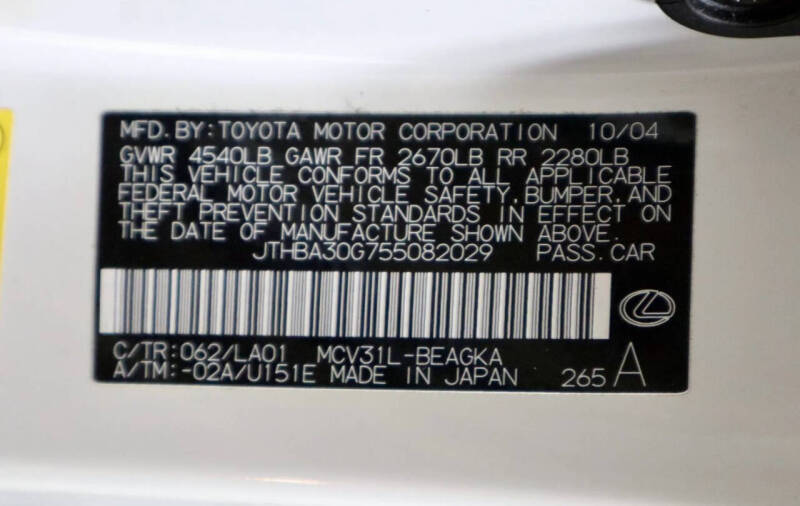 MFD. BY: TOYOTA MOTOR CORPORATION 10/04
GVWR 4540LB GAWR FR 2670LB RR 2280LB
THIS VEHICLE CONFORMS TO ALL APPLICABLE
FEDERAL MOTOR VEHICLE SAFETY, BUMPER, AND
THEFT PREVENTION STANDARDS IN EFFECT ON
THE DATE OF MANUFACTURE SHOWN ABOVE.
JTHBA30G755082029 PASS. CAR
C/TR: 062/LA01 MCV31L-BEAGKA
A/TM: -02A/U151E MADE IN JAPAN 265 A